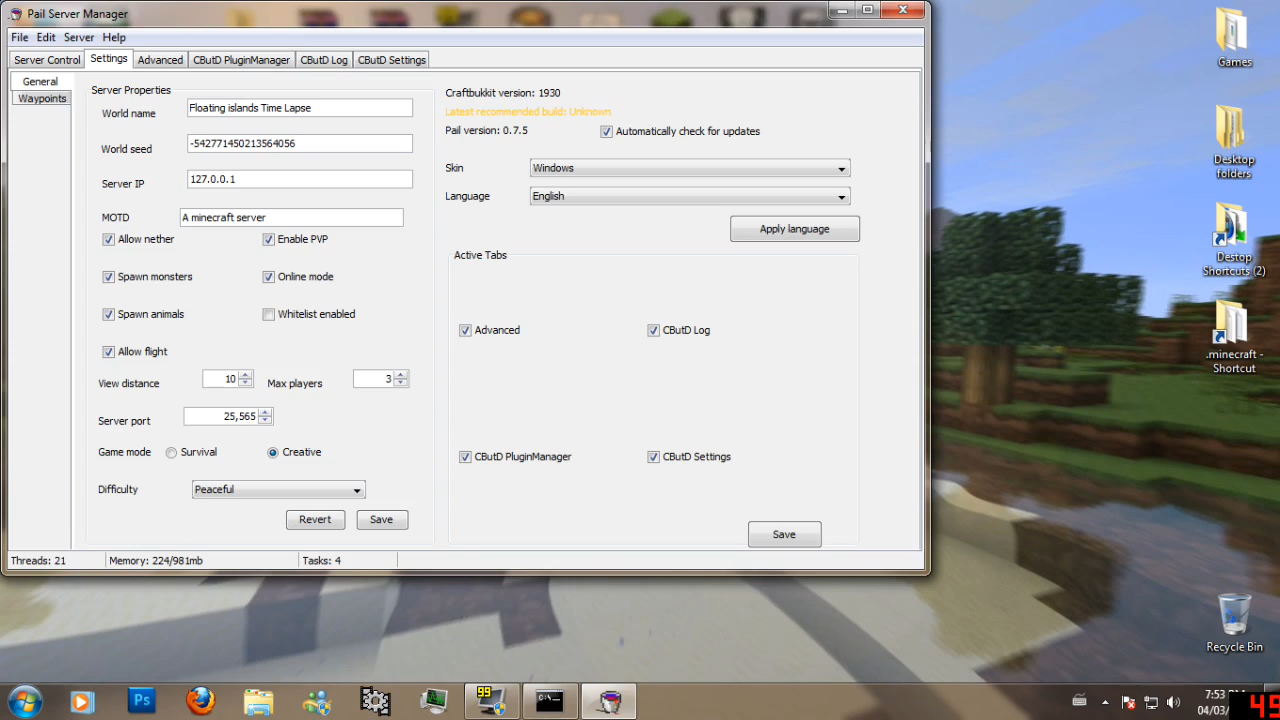 Pail Server Manager
File Edit Server Help
Server Control Settings Advanced CButD PluginManager CButD Log CButD Settings
General
Waypoints
Server Properties
World name Floating islands Time Lapse
World seed -542771450213564056
Server IP 127.0.0.1
MOTD A minecraft server
Allow nether Enable PVP
Spawn monsters Online mode
Spawn animals Whitelist enabled
Allow flight
View distance 10 Max players 3
Server port 25,565
Game mode Survival Creative
Difficulty Peaceful
Revert Save
Craftbukkit version: 1930
Latest recommended build: Unknown
Pail version: 0.7.5 Automatically check for updates
Skin Windows
Language English
Apply language
Active Tabs
Advanced CButD Log
CButD PluginManager CButD Settings
Save
Threads: 21 Memory: 224/981mb Tasks: 4
Games
Desktop
folders
Destop
Shortcuts (2)
.minecraft -
Shortcut
Recycle Bin
Ps
99
C:\.
7:53
04/03/